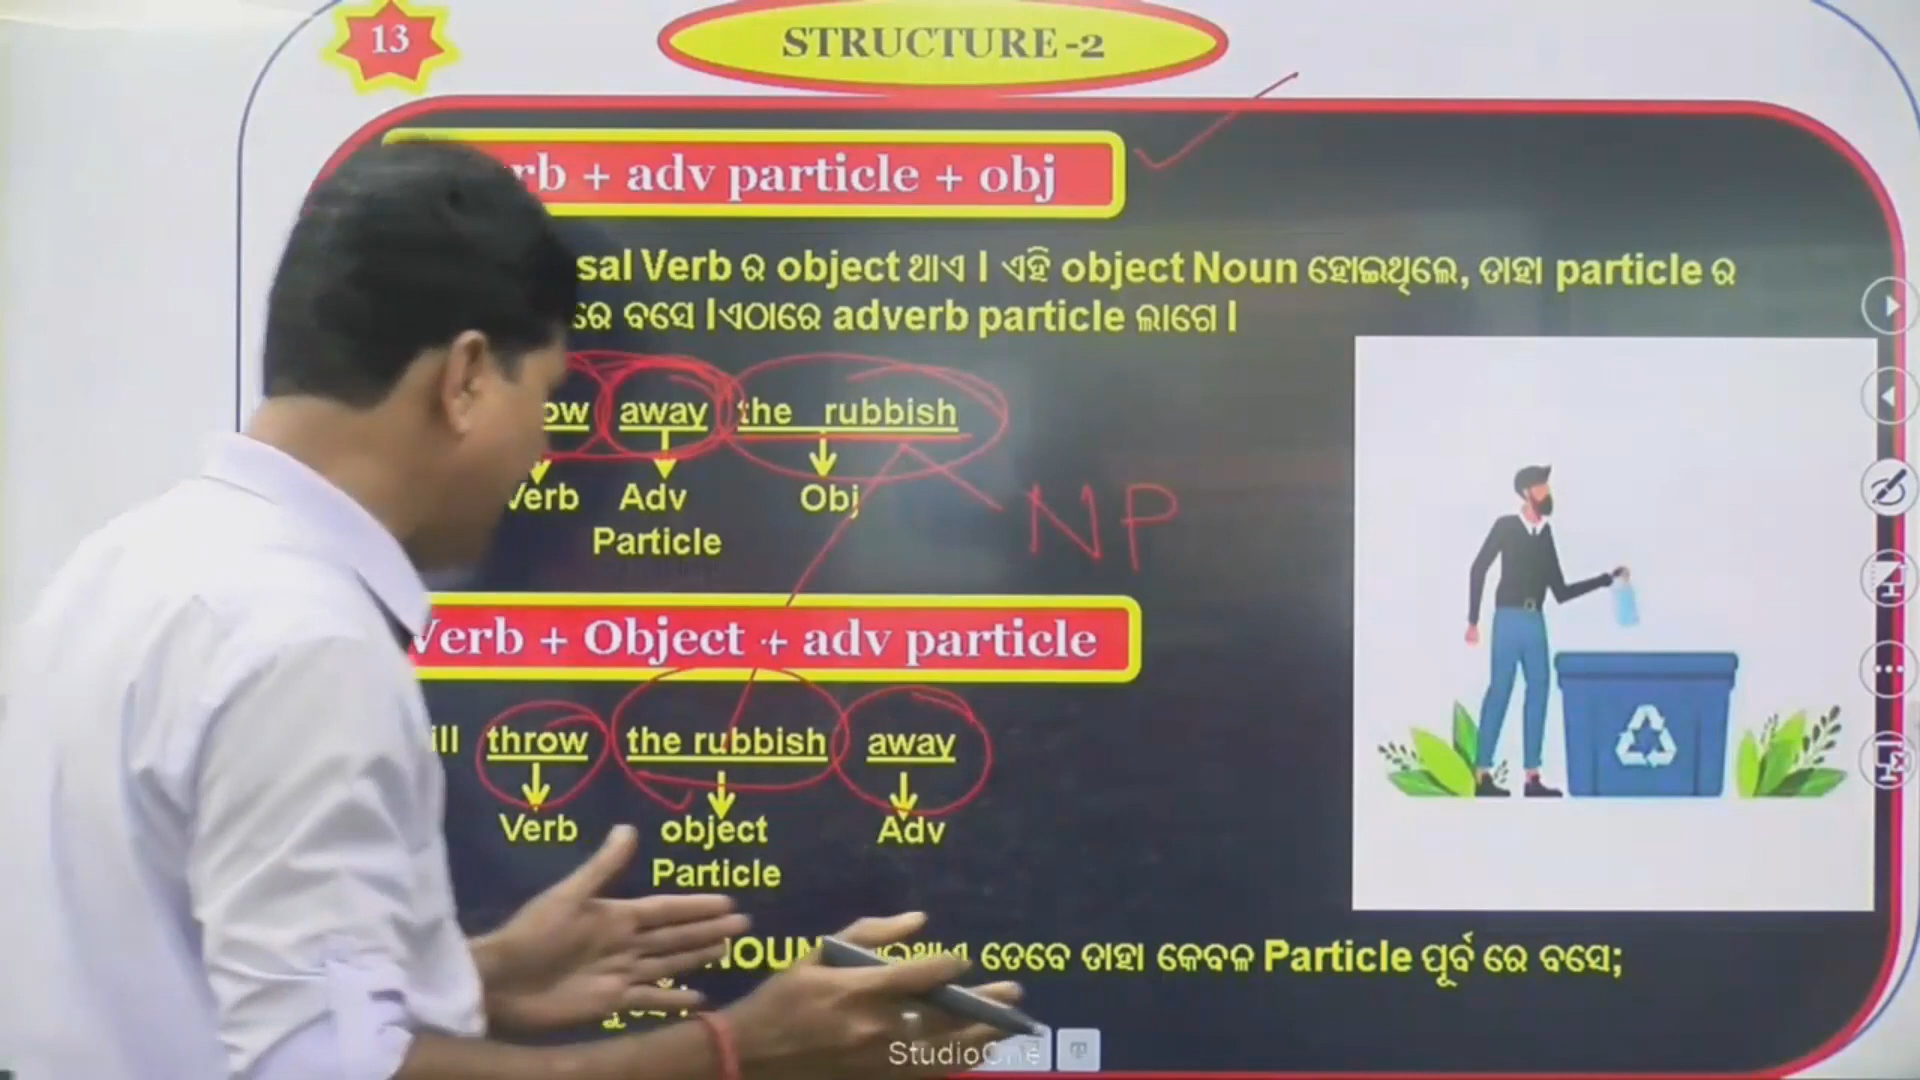 13
STRUCTURE -2
rb + adv particle + obj
sal Verb ର object ଥାଏ । ଏହି object Noun ହୋଇଥିଲେ, ତାହା particle ର
ରେ ବସେ ।ଏଠାରେ adverb particle ଲାଗେ ।
ow away the rubbish
Verb Adv Obj
Particle
NP
Verb + Object + adv particle
ill throw the rubbish away
Verb object Adv
Particle
NOUN ତେବେ ତାହା କେବଳ Particle ପୂର୍ବ ରେ ବସେ;